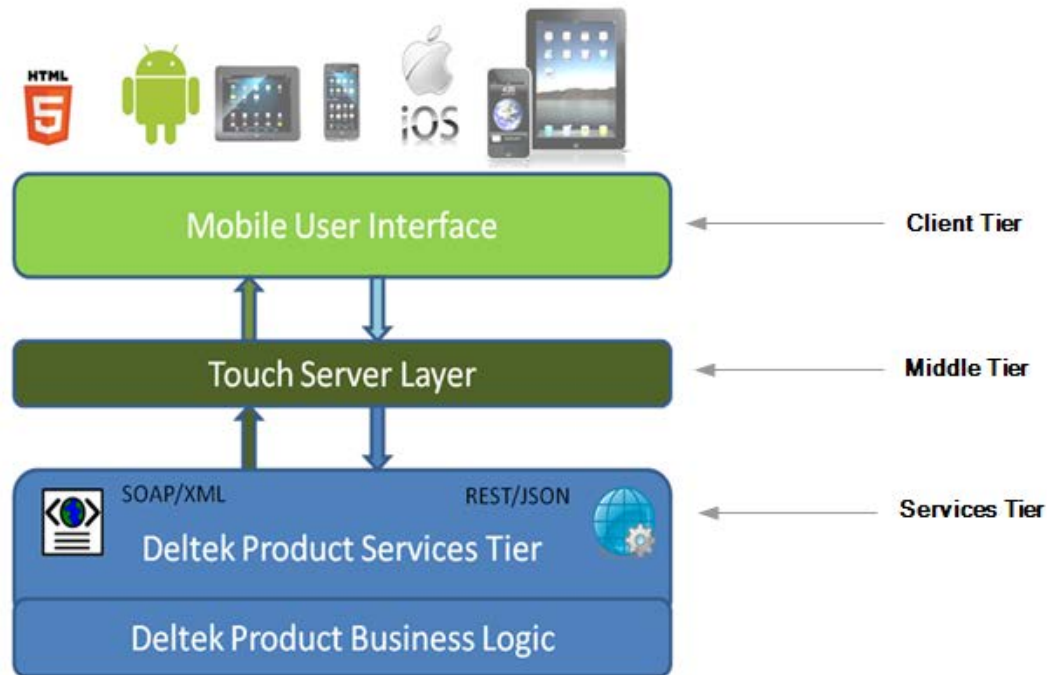 HTML
5
iOS
Mobile User Interface
Client Tier
Touch Server Layer
Middle Tier
SOAP/XML
REST/JSON
Services Tier
Deltek Product Services Tier
Deltek Product Business Logic